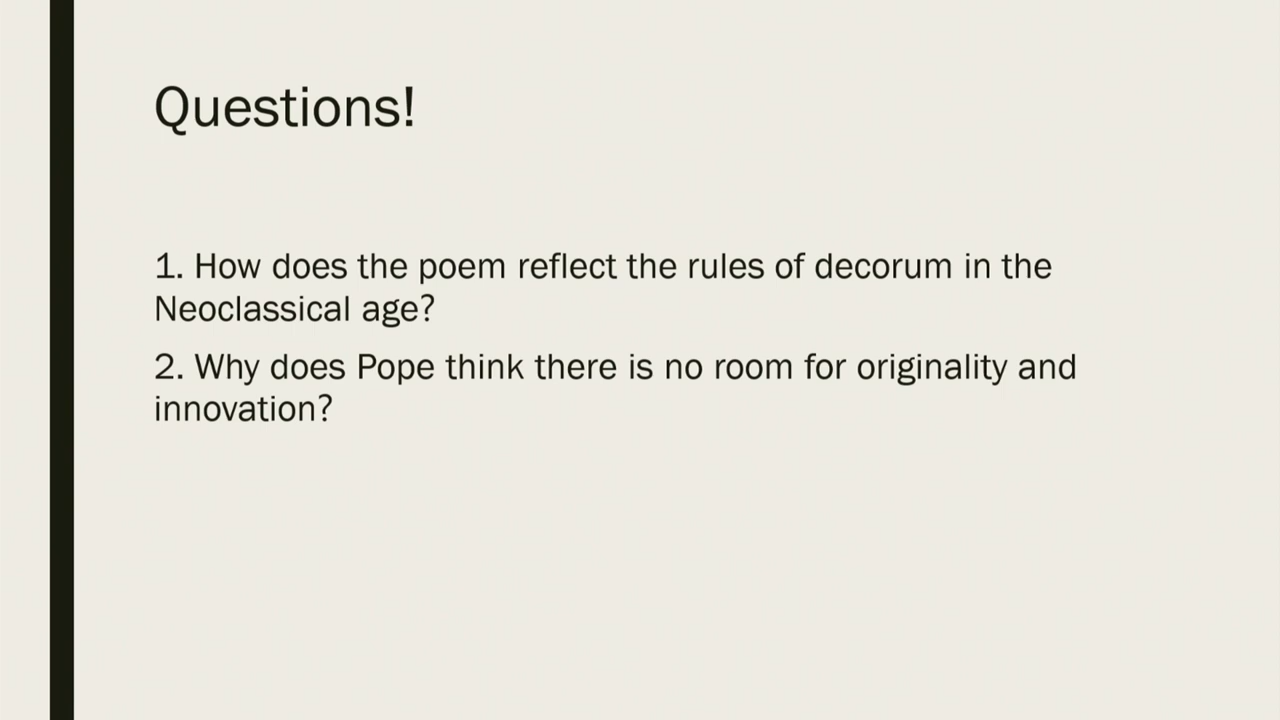 Questions!
1. How does the poem reflect the rules of decorum in the
Neoclassical age?
2. Why does Pope think there is no room for originality and
innovation?